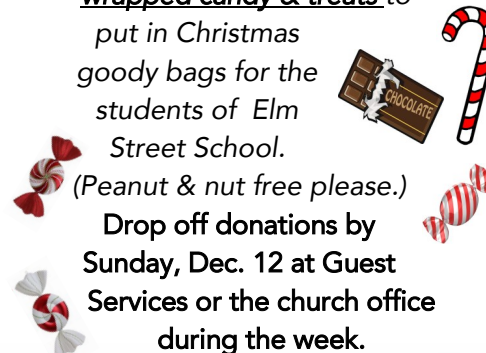 wrapped candy & treats to
put in Christmas
goody bags for the
students of Elm
Street School.
(Peanut & nut free please.)
Drop off donations by
Sunday, Dec. 12 at Guest
Services or the church office
during the week.
CHOCOLATE